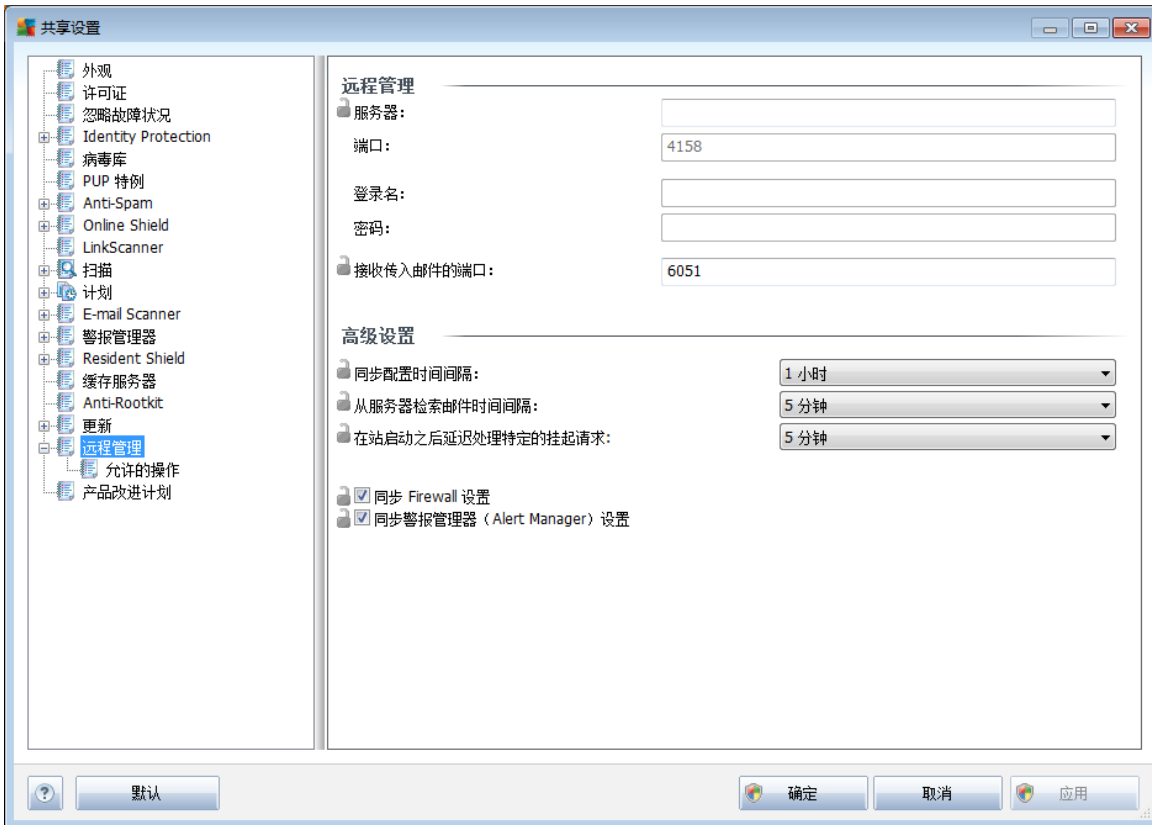 共享设置
外观
许可证
忽略故障状况
Identity Protection
病毒库
PUP 特例
Anti-Spam
Online Shield
LinkScanner
扫描
计划
E-mail Scanner
警报管理器
Resident Shield
缓存服务器
Anti-Rootkit
更新
远程管理
允许的操作
产品改进计划
远程管理
服务器:
端口: 4158
登录名:
密码:
接收传入邮件的端口: 6051
高级设置
同步配置时间间隔: 1 小时
从服务器检索邮件时间间隔: 5 分钟
在站启动之后延迟处理特定的挂起请求: 5 分钟
同步 Firewall 设置
同步警报管理器（Alert Manager）设置
? 默认 确定 取消 应用